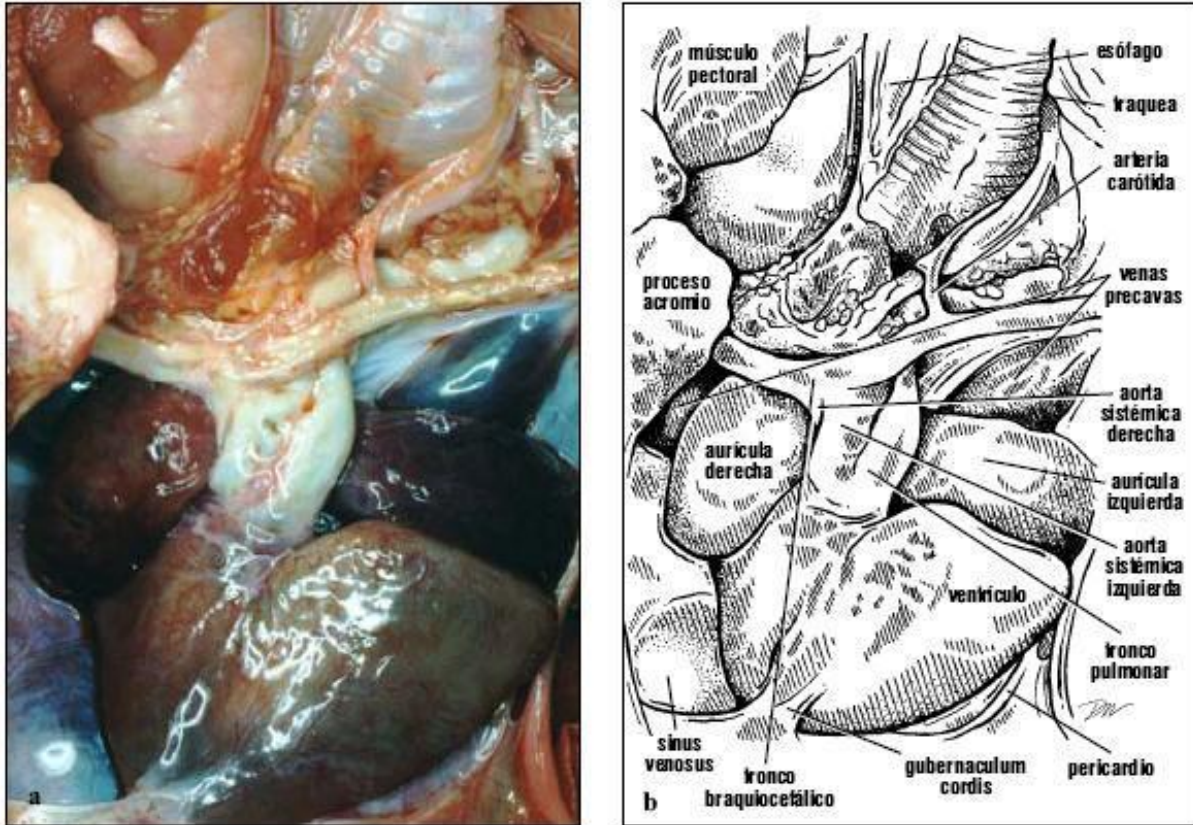 músculo
pectoral
esófago
traquea
arteria
carótida
proceso
acromio
venas
precavas
aorta
sistémica
derecha
aurícula
derecha
aurícula
izquierda
aorta
sistémica
izquierda
ventrículo
tronco
pulmonar
sinus
venosus
tronco
braquiocefálico
gubernaculum
cordis
pericardio
a
b